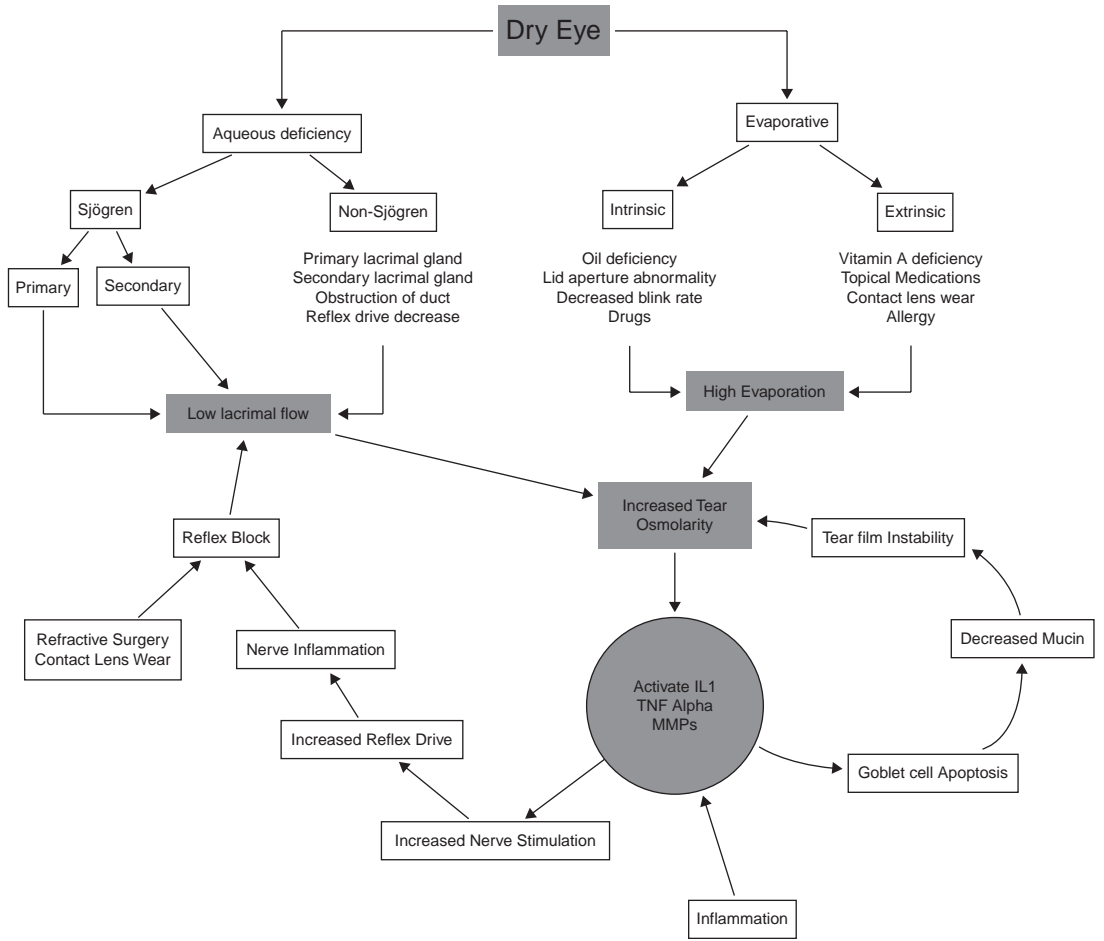 Dry Eye
Aqueous deficiency
Evaporative
Sjögren
Non-Sjögren
Intrinsic
Extrinsic
Primary
Secondary
Primary lacrimal gland
Secondary lacrimal gland
Obstruction of duct
Reflex drive decrease
Oil deficiency
Lid aperture abnormality
Decreased blink rate
Drugs
Vitamin A deficiency
Topical Medications
Contact lens wear
Allergy
Low lacrimal flow
High Evaporation
Increased Tear
Osmolarity
Reflex Block
Tear film Instability
Refractive Surgery
Contact Lens Wear
Nerve Inflammation
Decreased Mucin
Activate IL1
TNF Alpha
MMPs
Increased Reflex Drive
Goblet cell Apoptosis
Increased Nerve Stimulation
Inflammation